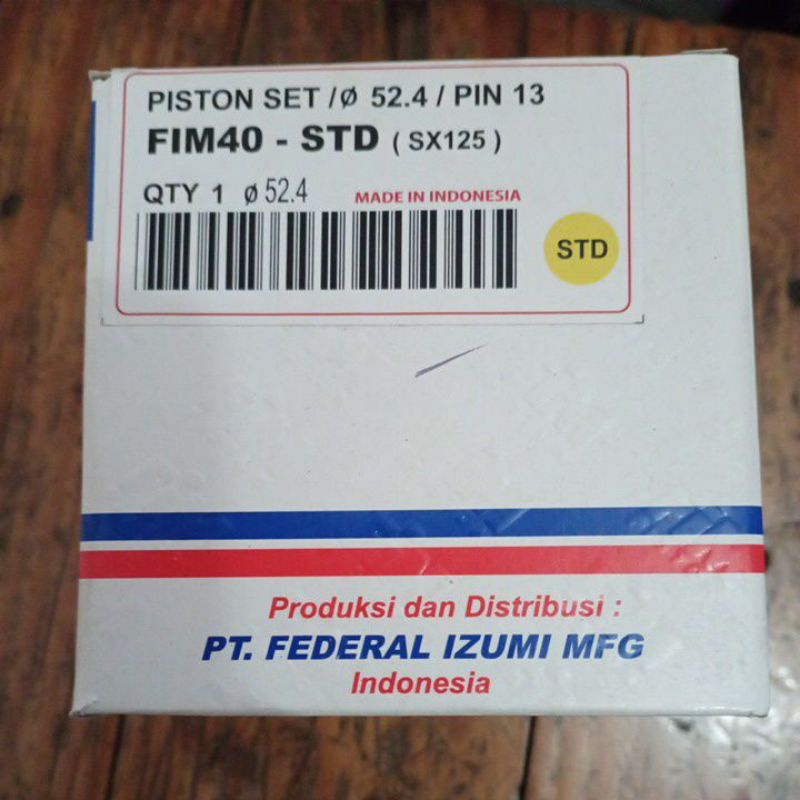 PISTON SET /Ø 52.4 / PIN 13
FIM40 - STD ( SX125 )
QTY 1 ø 52.4 MADE IN INDONESIA
STD
Produksi dan Distribusi :
PT. FEDERAL IZUMI MFG
Indonesia